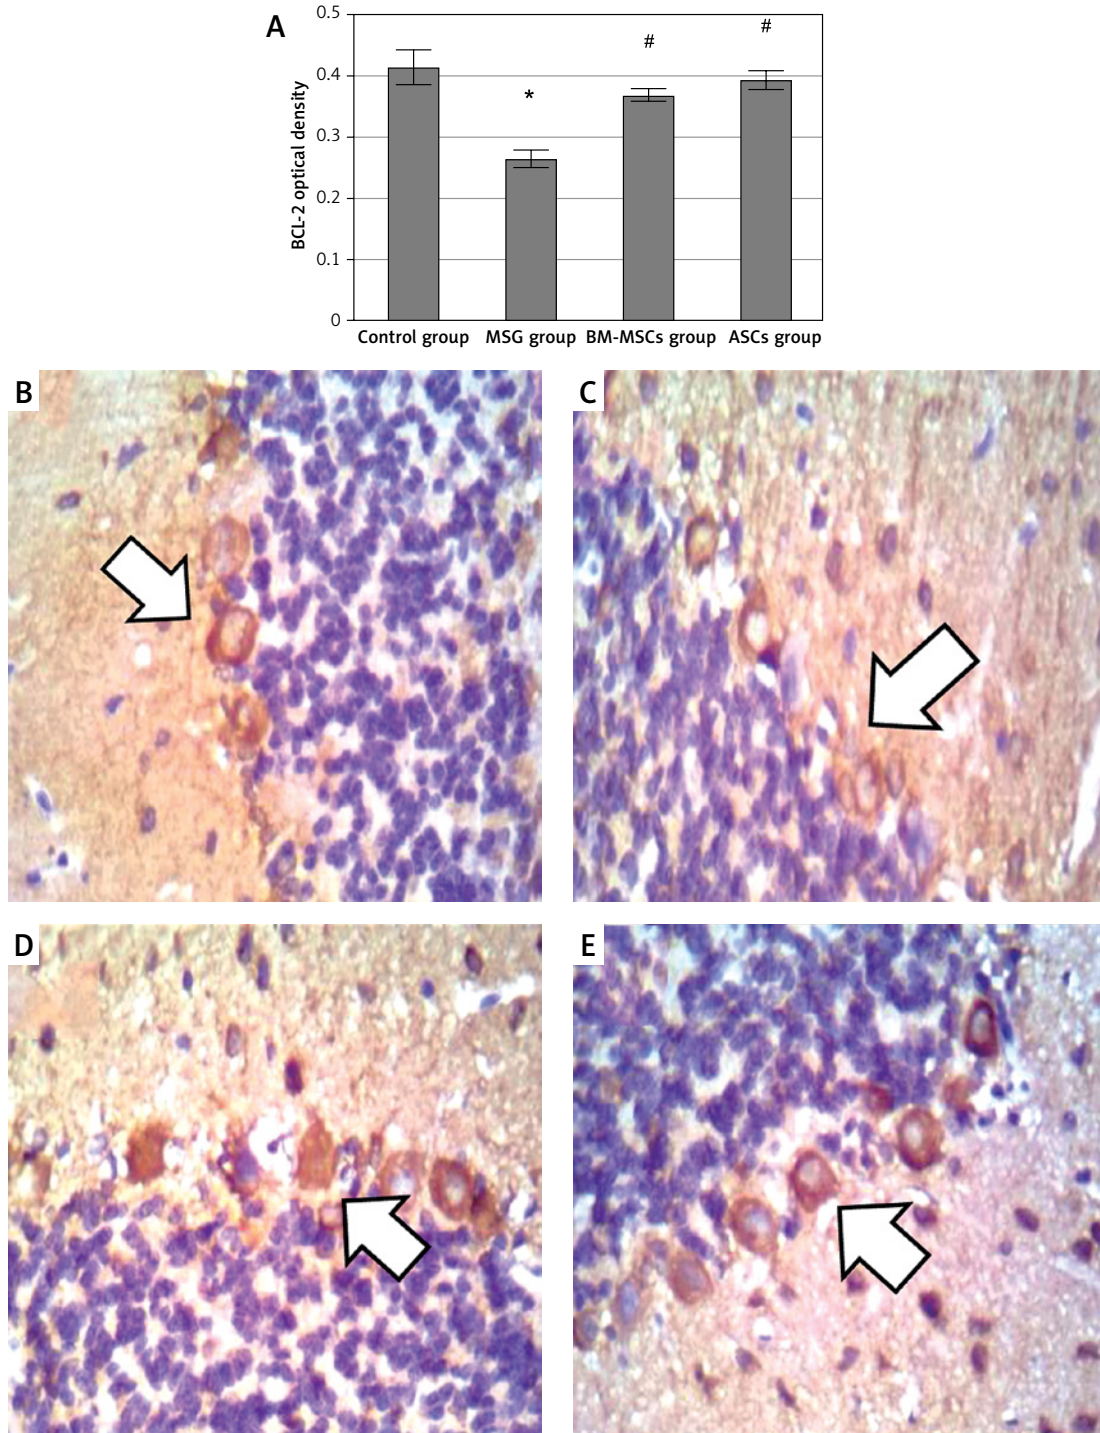 A
BCL-2 optical density
0.5
0.4
0.3
0.2
0.1
0
*
#
#
Control group MSG group BM-MSCs group ASCs group
B
C
D
E